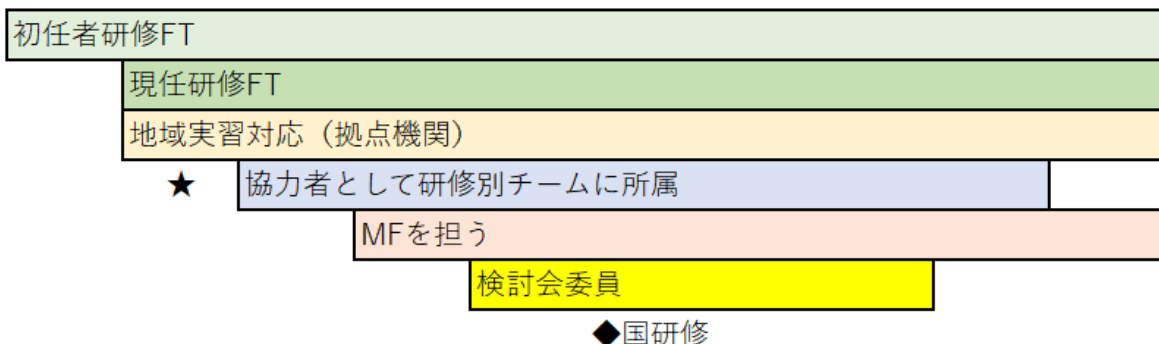 初任者研修FT
現任研修FT
地域実習対応（拠点機関）
★ 協力者として研修別チームに所属
MFを担う
検討会委員
◆国研修